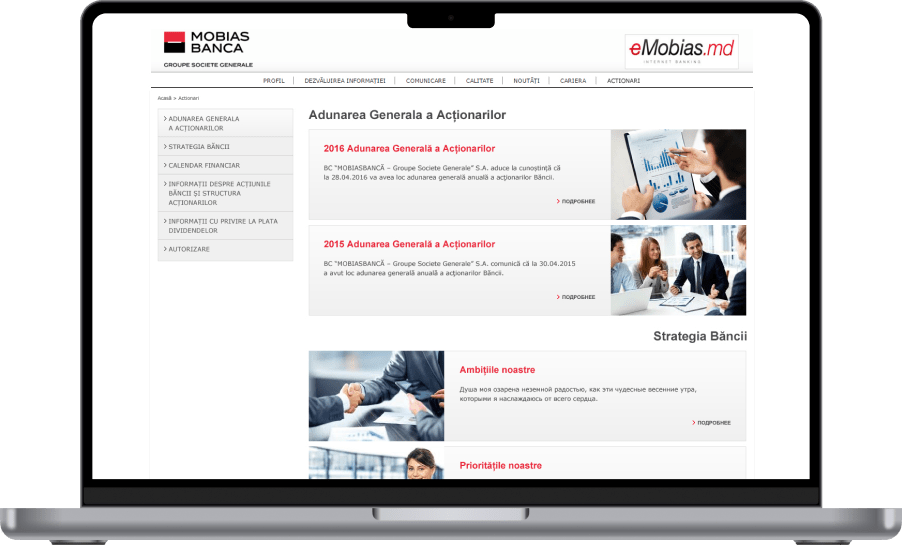 MOBIAS
BANCA
GROUPE SOCIETE GENERALE
eMobias.md
INTERNET BANKING
PROFIL | DEZVĂLUIREA INFORMAȚIEI | COMUNICARE | CALITATE | NOUTĂȚI | CARIERA | ACTIONARI
Acasă > Actionari
ADUNAREA GENERALA
A ACȚIONARILOR
STRATEGIA BĂNCII
CALENDAR FINANCIAR
INFORMAȚII DESPRE ACȚIUNILE
BĂNCII ȘI STRUCTURA
ACȚIONARILOR
INFORMAȚII CU PRIVIRE LA PLATA
DIVIDENDELOR
AUTORIZARE
Adunarea Generala a Acționarilor
2016 Adunarea Generală a Acționarilor
BC “MOBIASBANCĂ – Groupe Societe Generale” S.A. aduce la cunoștință că
la 28.04.2016 va avea loc adunarea generală anuală a acționarilor Băncii.
ПОДРОБНЕЕ
2015 Adunarea Generală a Acționarilor
BC “MOBIASBANCĂ – Groupe Societe Generale” S.A. comunică că la 30.04.2015
a avut loc adunarea generală anuală a acționarilor Băncii.
ПОДРОБНЕЕ
Strategia Băncii
Ambițiile noastre
Душа моя озарена неземной радостью, как эти чудесные весенние утра,
которыми я наслаждаюсь от всего сердца.
ПОДРОБНЕЕ
Prioritățile noastre